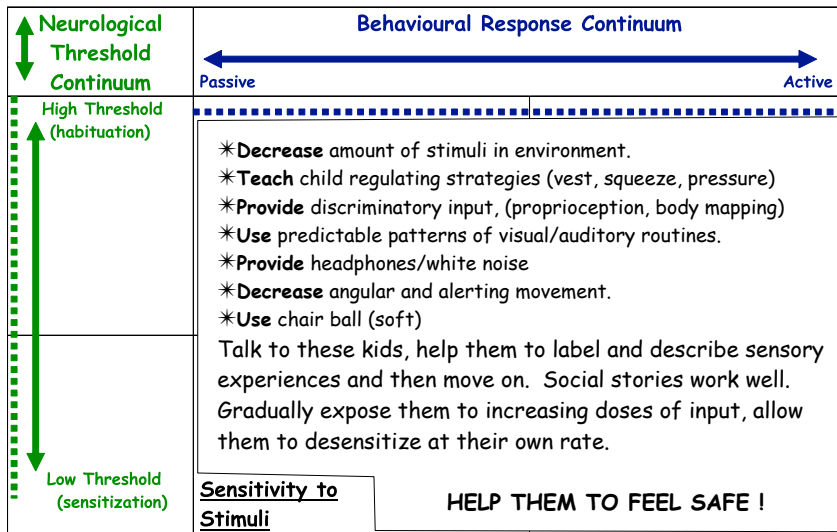 Neurological
Threshold
Continuum
Behavioural Response Continuum
Passive
Active
High Threshold
(habituation)
✴Decrease amount of stimuli in environment.
✴Teach child regulating strategies (vest, squeeze, pressure)
✴Provide discriminatory input, (proprioception, body mapping)
✴Use predictable patterns of visual/auditory routines.
✴Provide headphones/white noise
✴Decrease angular and alerting movement.
✴Use chair ball (soft)
Talk to these kids, help them to label and describe sensory
experiences and then move on.  Social stories work well.
Gradually expose them to increasing doses of input, allow
them to desensitize at their own rate.
Low Threshold
(sensitization)
Sensitivity to
Stimuli
HELP THEM TO FEEL SAFE !